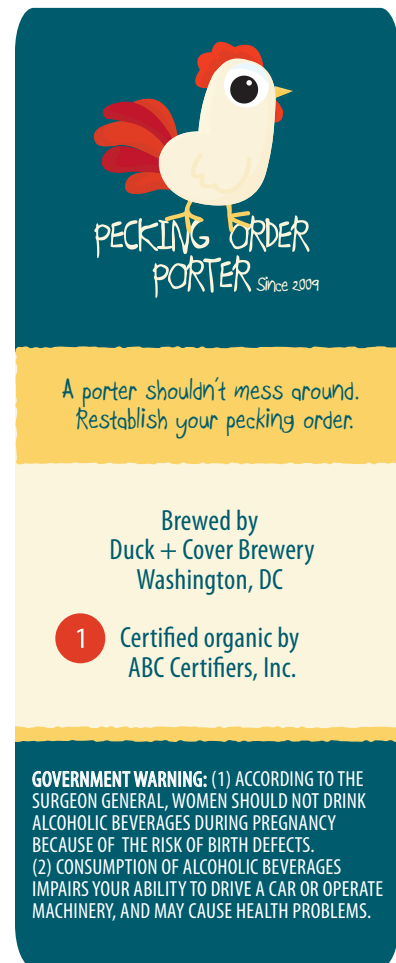 PECKING ORDER
PORTER Since 2009
A porter shouldn't mess around.
Restablish your pecking order.
Brewed by
Duck + Cover Brewery
Washington, DC
1 Certified organic by
ABC Certifiers, Inc.
GOVERNMENT WARNING: (1) ACCORDING TO THE
SURGEON GENERAL, WOMEN SHOULD NOT DRINK
ALCOHOLIC BEVERAGES DURING PREGNANCY
BECAUSE OF THE RISK OF BIRTH DEFECTS.
(2) CONSUMPTION OF ALCOHOLIC BEVERAGES
IMPAIRS YOUR ABILITY TO DRIVE A CAR OR OPERATE
MACHINERY, AND MAY CAUSE HEALTH PROBLEMS.